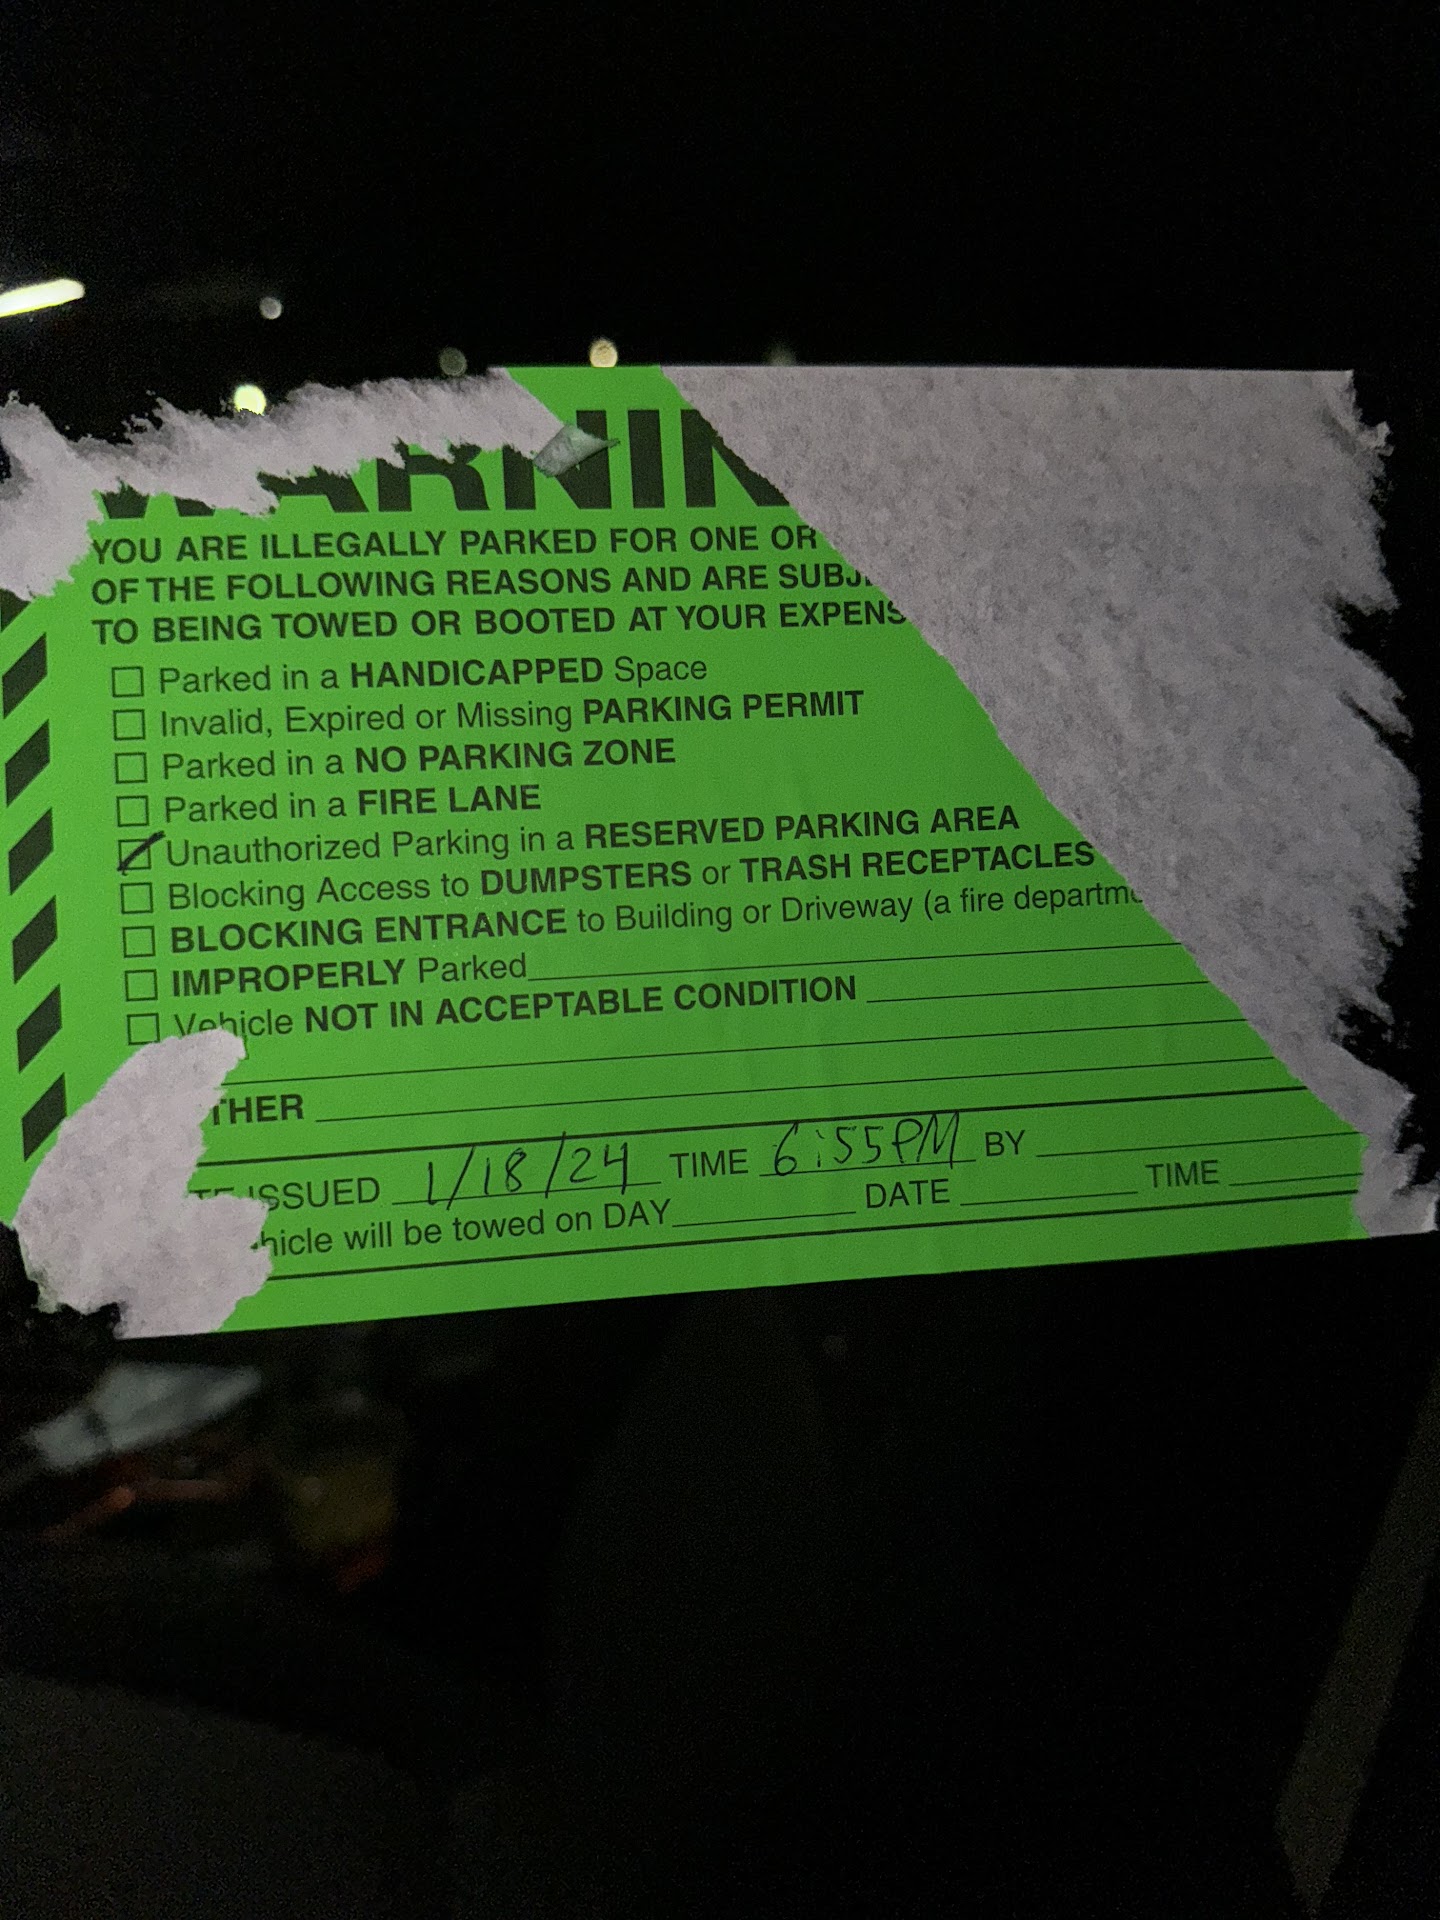 WARNIN
YOU ARE ILLEGALLY PARKED FOR ONE OR
OF THE FOLLOWING REASONS AND ARE SUBJ
TO BEING TOWED OR BOOTED AT YOUR EXPENS
Parked in a HANDICAPPED Space
Invalid, Expired or Missing PARKING PERMIT
Parked in a NO PARKING ZONE
Parked in a FIRE LANE
Unauthorized Parking in a RESERVED PARKING AREA
Blocking Access to DUMPSTERS or TRASH RECEPTACLES
BLOCKING ENTRANCE to Building or Driveway (a fire departm
IMPROPERLY Parked
Vehicle NOT IN ACCEPTABLE CONDITION
THER
ISSUED 1/18/24 TIME 6:55PM BY
hicle will be towed on DAY DATE TIME